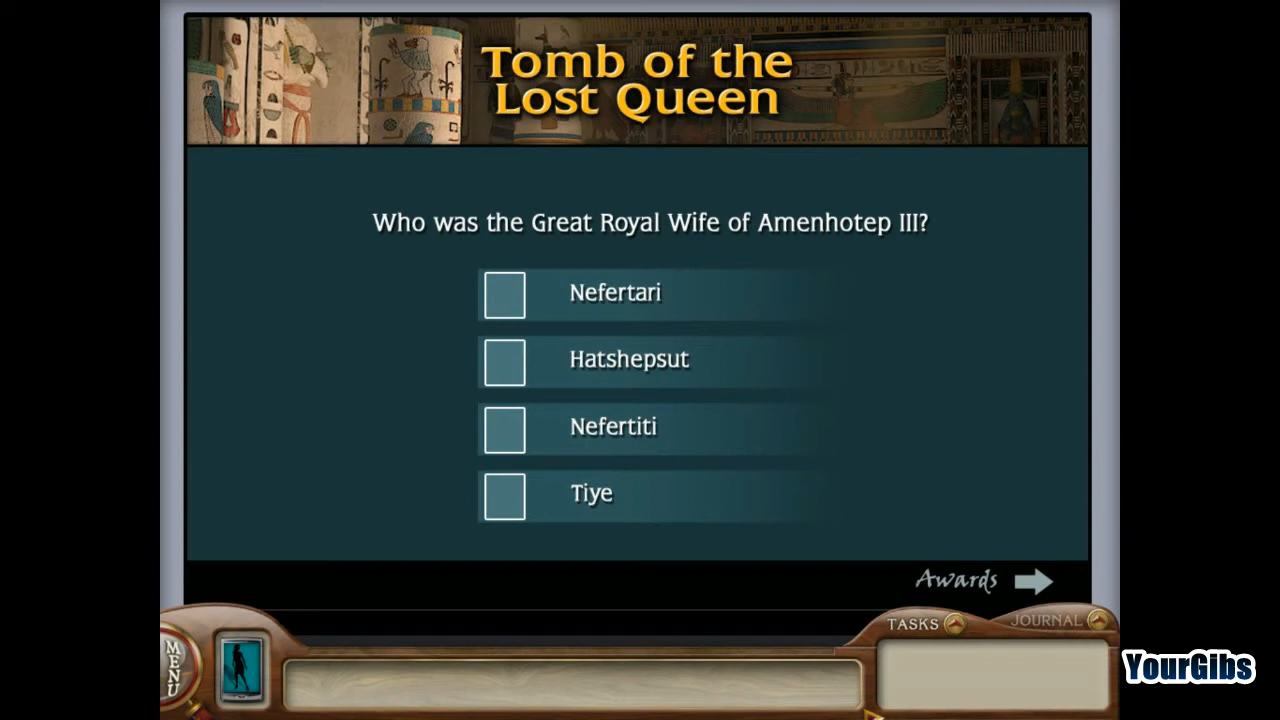 Tomb of the
Lost Queen
Who was the Great Royal Wife of Amenhotep III?
Nefertari
Hatshepsut
Nefertiti
Tiye
Awards
TASKS
JOURNAL
MENU
YourGibs